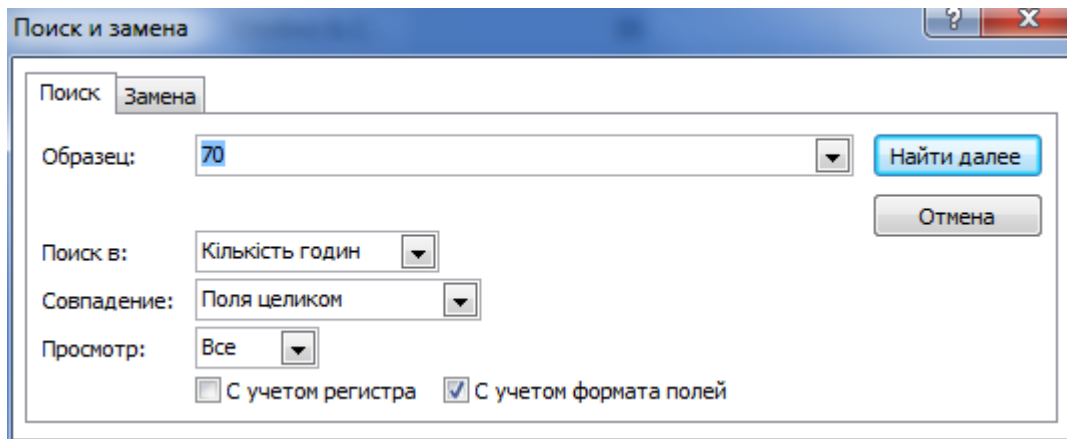 Поиск и замена
Поиск Замена
Образец: 70 Найти далее
Отмена
Поиск в: Кількість годин
Совпадение: Поля целиком
Просмотр: Все
С учетом регистра С учетом формата полей